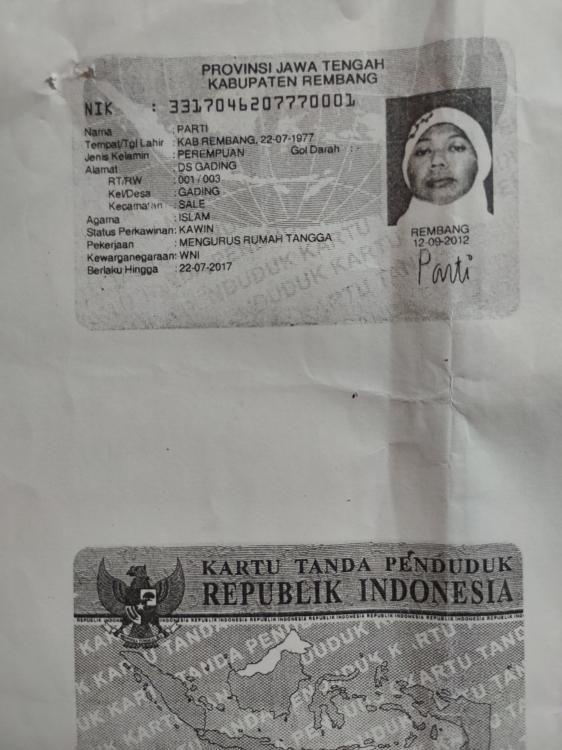 PROVINSI JAWA TENGAH
KABUPATEN REMBANG
NIK : 3317046207770001
Nama : PARTI
Tempat/Tgl Lahir : KAB REMBANG, 22-07-1977
Jenis Kelamin : PEREMPUAN Gol Darah : -
Alamat : DS GADING
RT/RW : 001 / 003
Kel/Desa : GADING
Kecamatan : SALE
Agama : ISLAM
Status Perkawinan: KAWIN
Pekerjaan : MENGURUS RUMAH TANGGA
Kewarganegaraan: WNI
Berlaku Hingga : 22-07-2017
REMBANG
12-09-2012
Parti
KARTU TANDA PENDUDUK
REPUBLIK INDONESIA